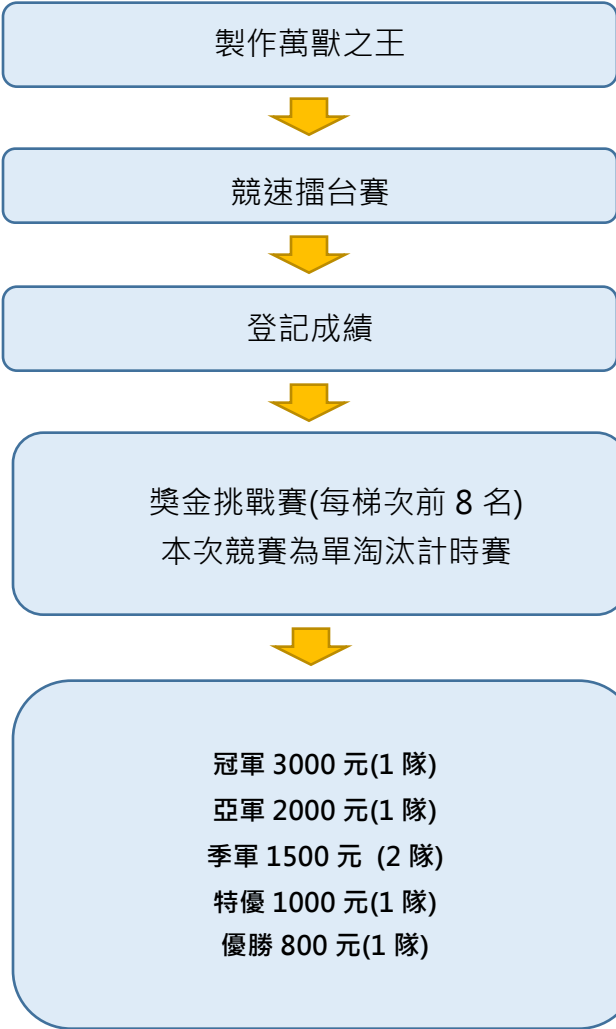 製作萬獸之王
競速擂台賽
登記成績
獎金挑戰賽(每梯次前 8 名)
本次競賽為單淘汰計時賽
冠軍 3000 元(1 隊)
亞軍 2000 元(1 隊)
季軍 1500 元 (2 隊)
特優 1000 元(1 隊)
優勝 800 元(1 隊)